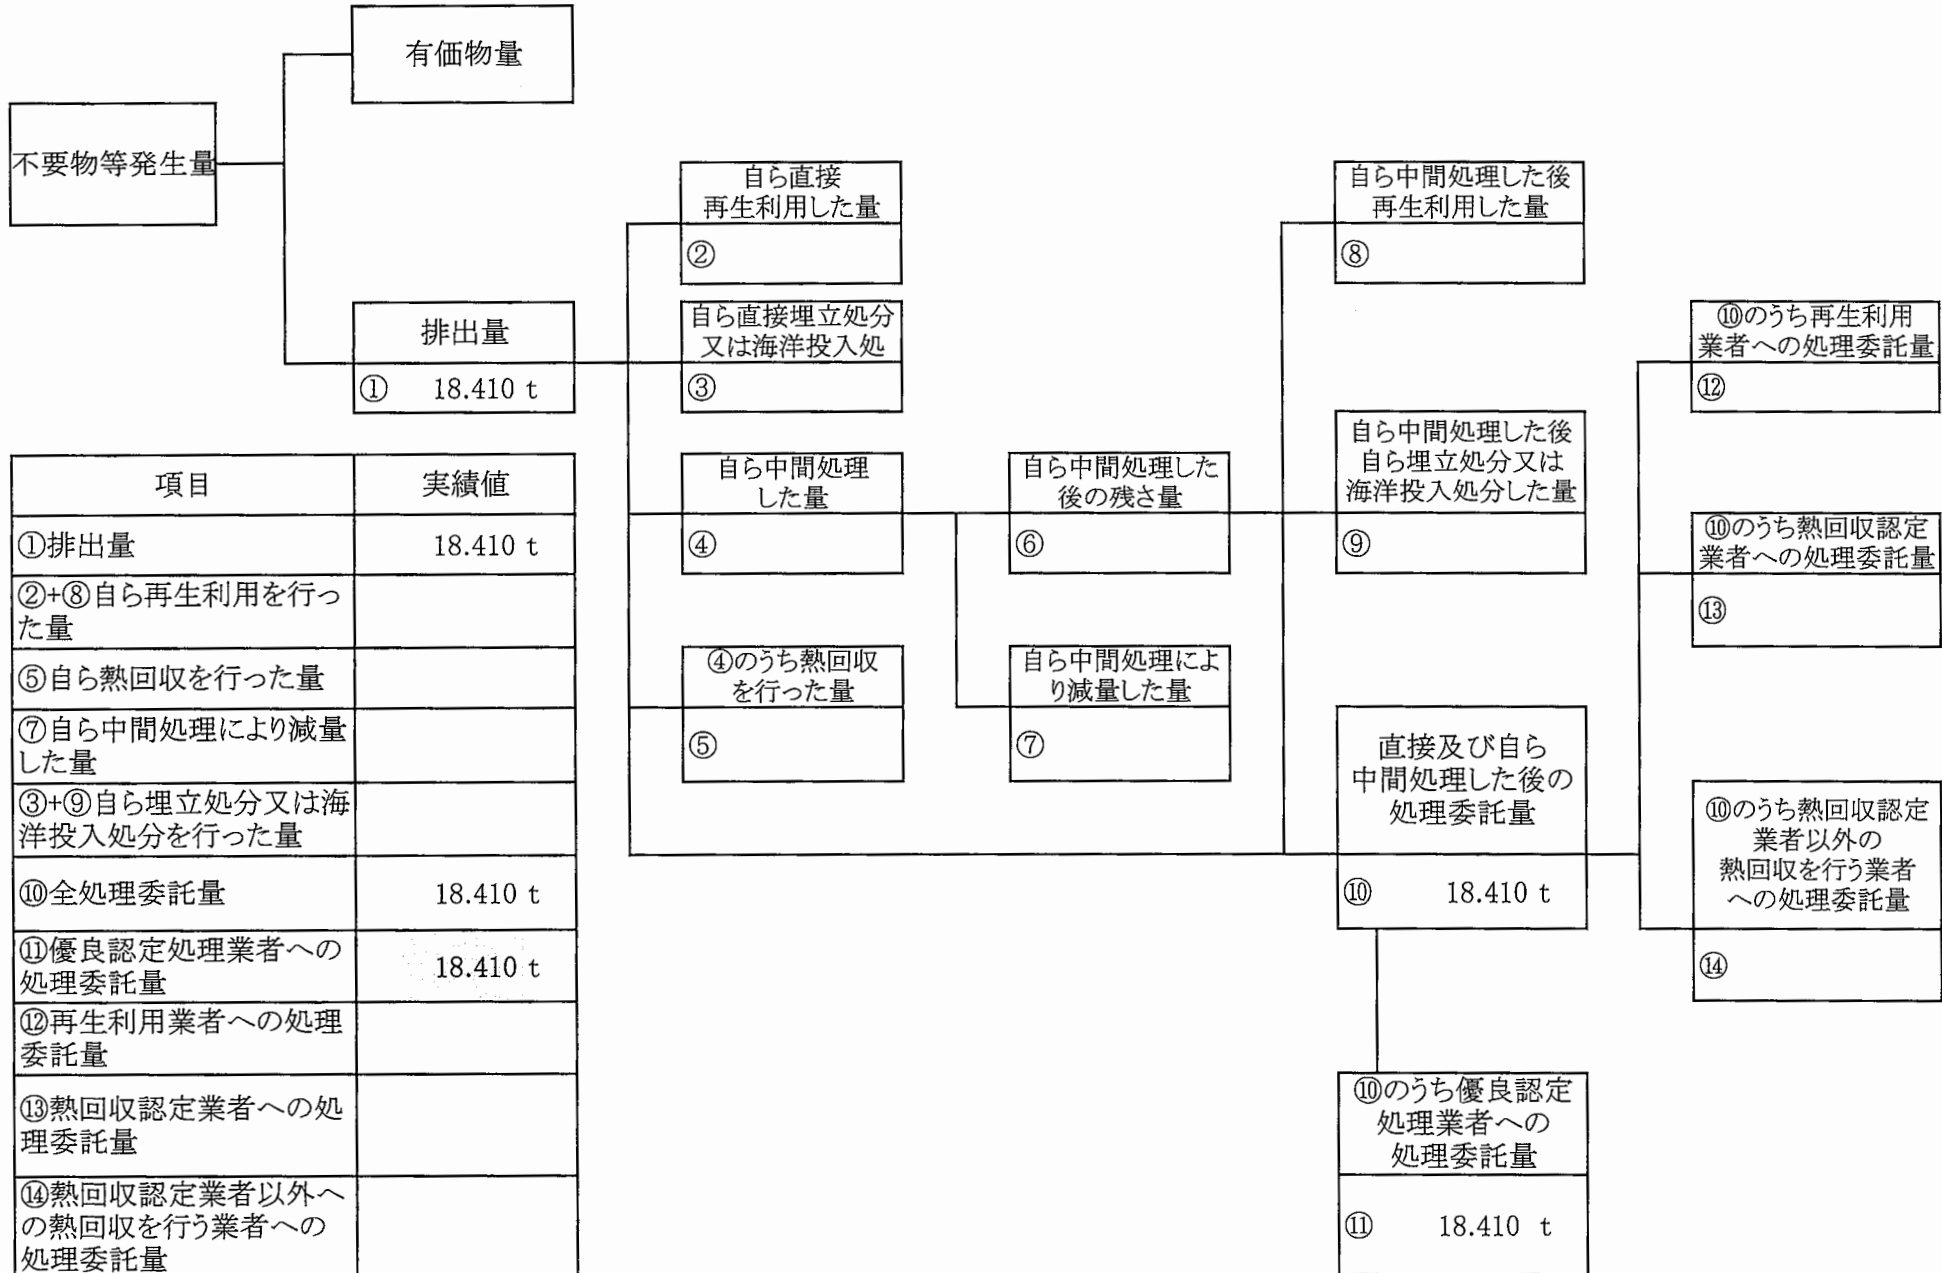 有価物量
不要物等発生量
排出量
① 18.410 t
自ら直接
再生利用した量
②
自ら直接埋立処分
又は海洋投入処
③
自ら中間処理
した量
④
④のうち熱回収
を行った量
⑤
自ら中間処理した
後の残さ量
⑥
自ら中間処理によ
り減量した量
⑦
自ら中間処理した後
再生利用した量
⑧
自ら中間処理した後
自ら埋立処分又は
海洋投入処分した量
⑨
直接及び自ら
中間処理した後の
処理委託量
⑩ 18.410 t
⑩のうち優良認定
処理業者への
処理委託量
⑪ 18.410 t
⑩のうち再生利用
業者への処理委託量
⑫
⑩のうち熱回収認定
業者への処理委託量
⑬
⑩のうち熱回収認定
業者以外の
熱回収を行う業者
への処理委託量
⑭
項目 実績値
①排出量 18.410 t
②+⑧自ら再生利用を行っ
た量
⑤自ら熱回収を行った量
⑦自ら中間処理により減量
した量
③+⑨自ら埋立処分又は海
洋投入処分を行った量
⑩全処理委託量 18.410 t
⑪優良認定処理業者への
処理委託量 18.410 t
⑫再生利用業者への処理
委託量
⑬熱回収認定業者への処
理委託量
⑭熱回収認定業者以外へ
の熱回収を行う業者への
処理委託量